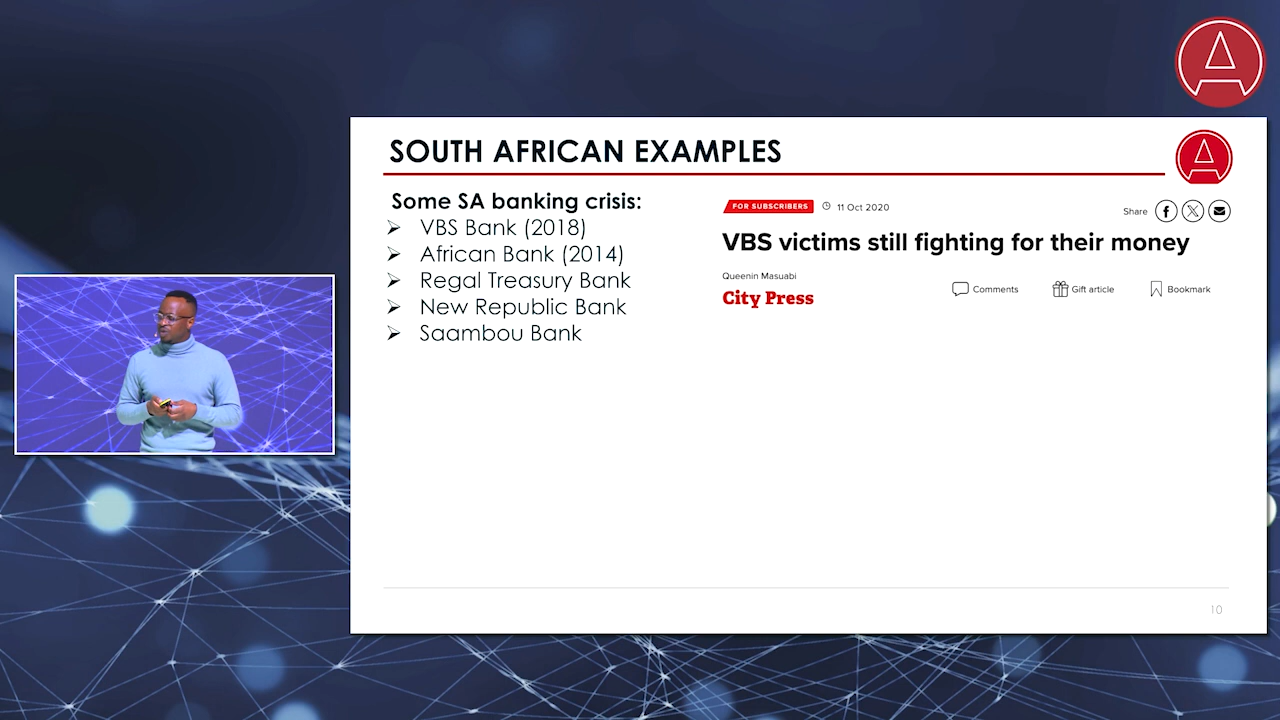 SOUTH AFRICAN EXAMPLES
Some SA banking crisis:
VBS Bank (2018)
African Bank (2014)
Regal Treasury Bank
New Republic Bank
Saambou Bank
FOR SUBSCRIBERS 11 Oct 2020
Share
VBS victims still fighting for their money
Queenin Masuabi
City Press
Comments Gift article Bookmark
10